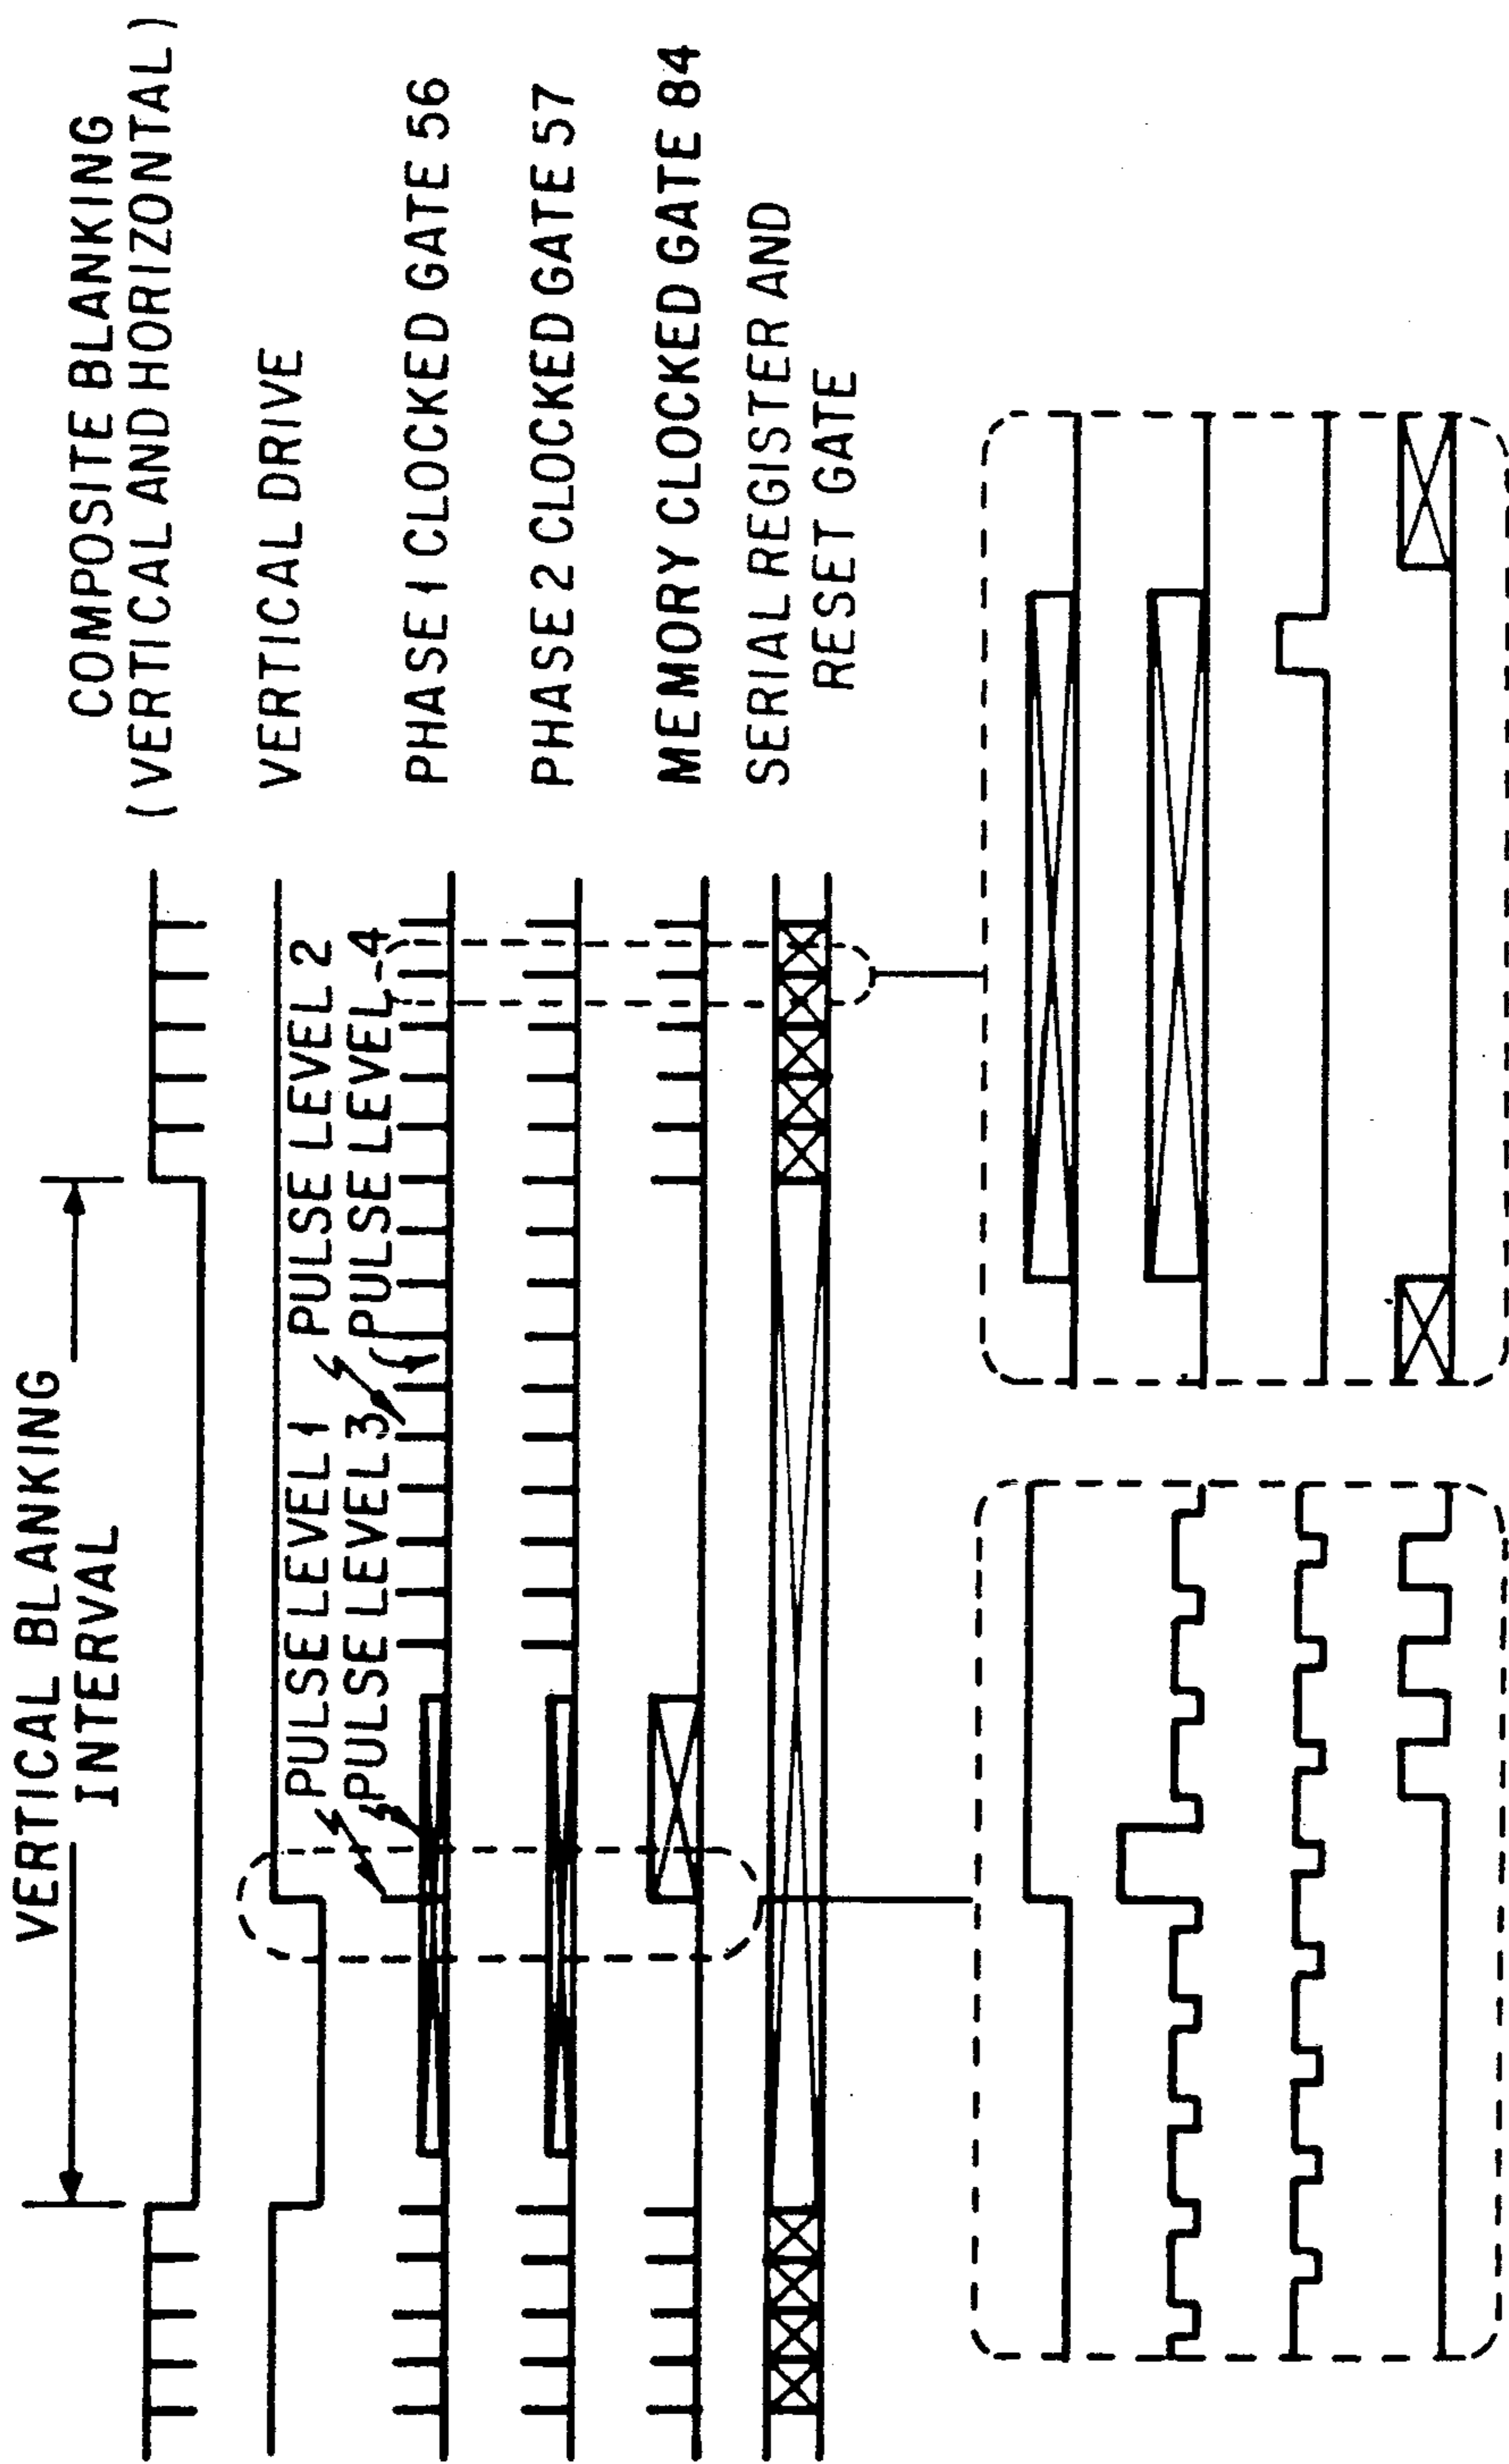 VERTICAL BLANKING
INTERVAL
COMPOSITE BLANKING
(VERTICAL AND HORIZONTAL)
VERTICAL DRIVE
PULSE LEVEL 1
PULSE LEVEL 2
PULSE LEVEL 3
PULSE LEVEL 4
PHASE 1 CLOCKED GATE 56
PHASE 2 CLOCKED GATE 57
MEMORY CLOCKED GATE 84
SERIAL REGISTER AND
RESET GATE